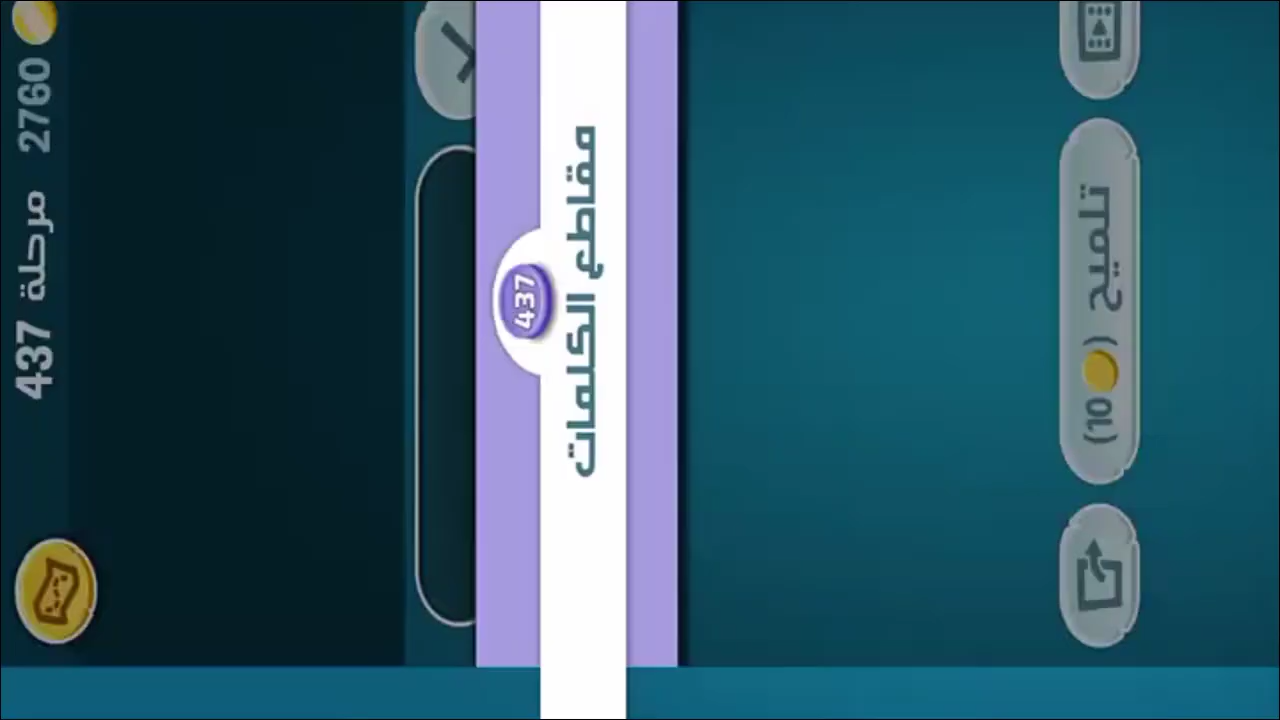 مرحلة 437
2760
437
مقاطع الكلمات
تلميح (10)